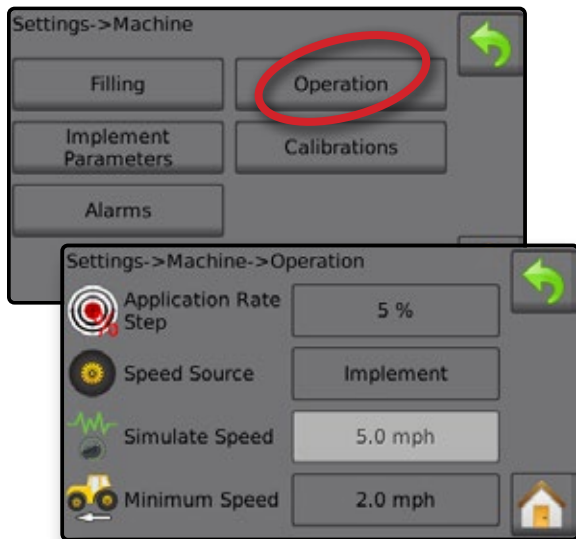 Settings->Machine
Filling
Operation
Implement
Parameters
Calibrations
Alarms
Settings->Machine->Operation
Application Rate
Step
5 %
Speed Source
Implement
Simulate Speed
5.0 mph
Minimum Speed
2.0 mph